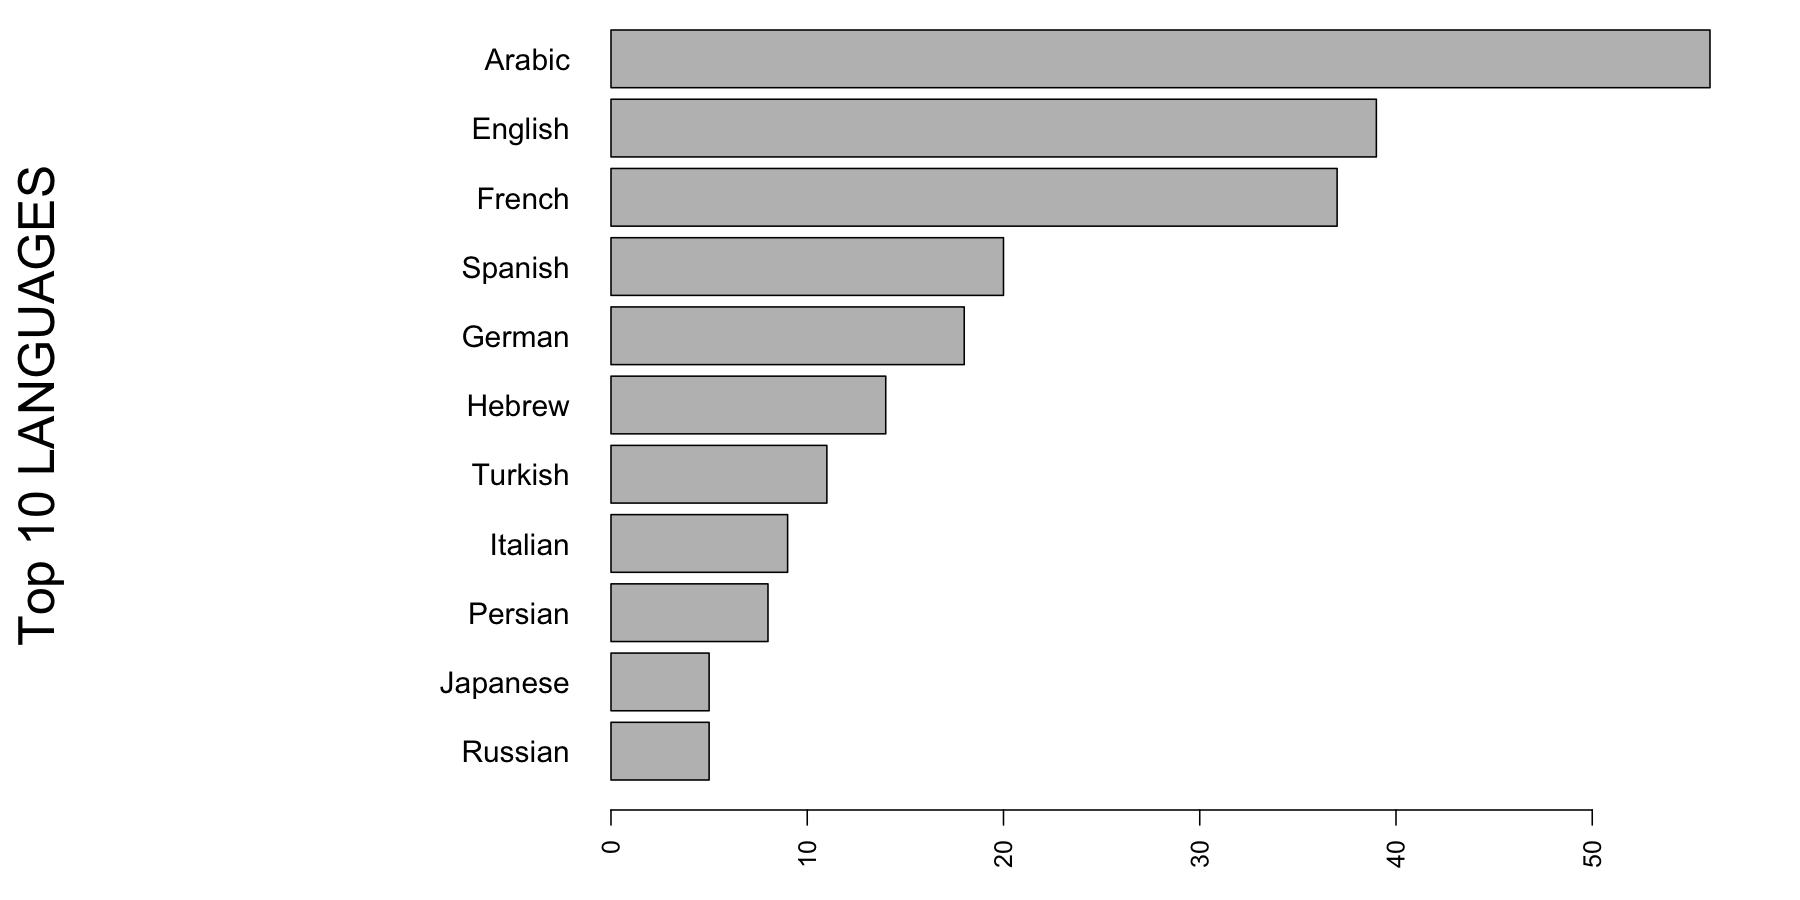 Top 10 LANGUAGES
Arabic
English
French
Spanish
German
Hebrew
Turkish
Italian
Persian
Japanese
Russian
0 10 20 30 40 50